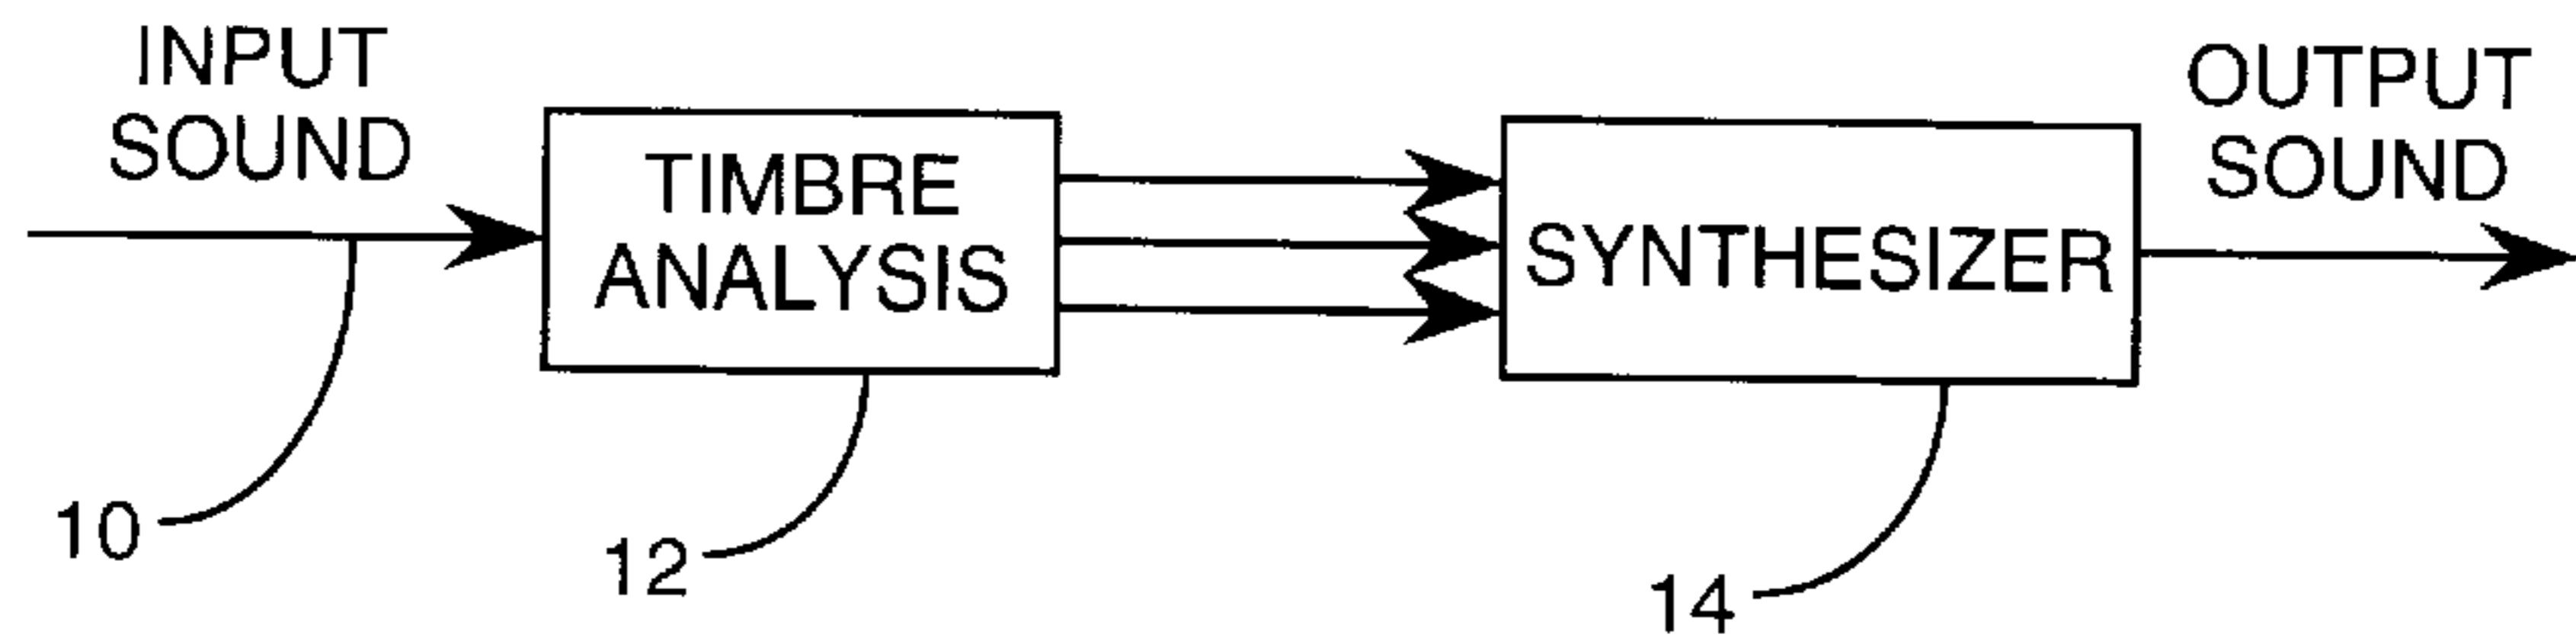 INPUT
SOUND
TIMBRE
ANALYSIS
SYNTHESIZER
OUTPUT
SOUND
10
12
14